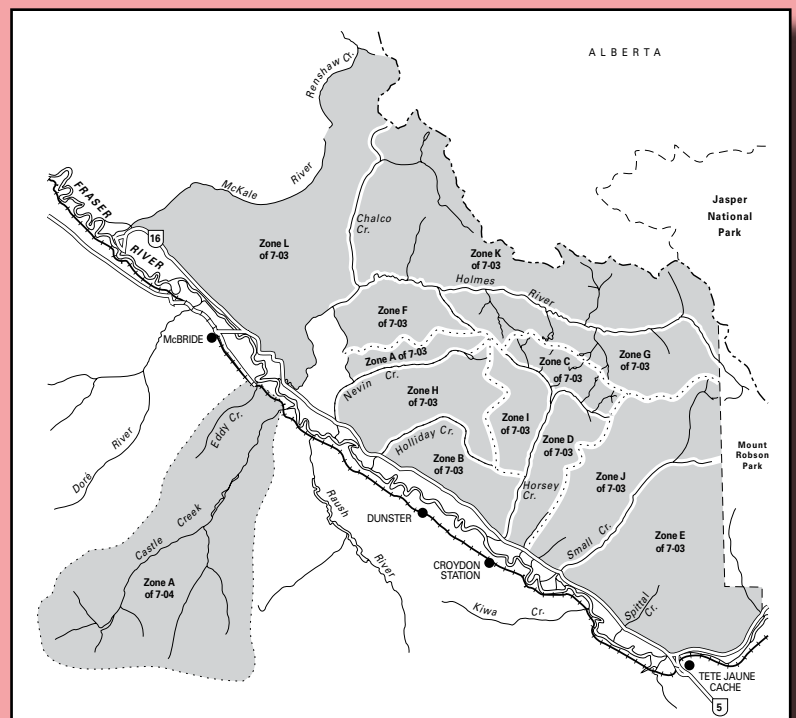 ALBERTA
Renshaw Cr.
McKale River
Jasper
National
Park
FRASER
RIVER
16
Chalco
Cr.
Zone L
of 7-03
Zone K
of 7-03
Holmes
River
Zone F
of 7-03
McBRIDE
Zone A of 7-03
Zone C
of 7-03
Zone G
of 7-03
Nevin Cr.
Zone H
of 7-03
Eddy Cr.
Zone I
of 7-03
Holliday Cr.
Zone D
of 7-03
Mount
Robson
Park
Doré River
Zone B
of 7-03
Zone J
of 7-03
Horsey
Cr.
Raush
River
Castle Creek
DUNSTER
Small Cr.
Zone E
of 7-03
CROYDON
STATION
Zone A
of 7-04
Kiwa Cr.
Spittal
Cr.
TETE JAUNE
CACHE
5